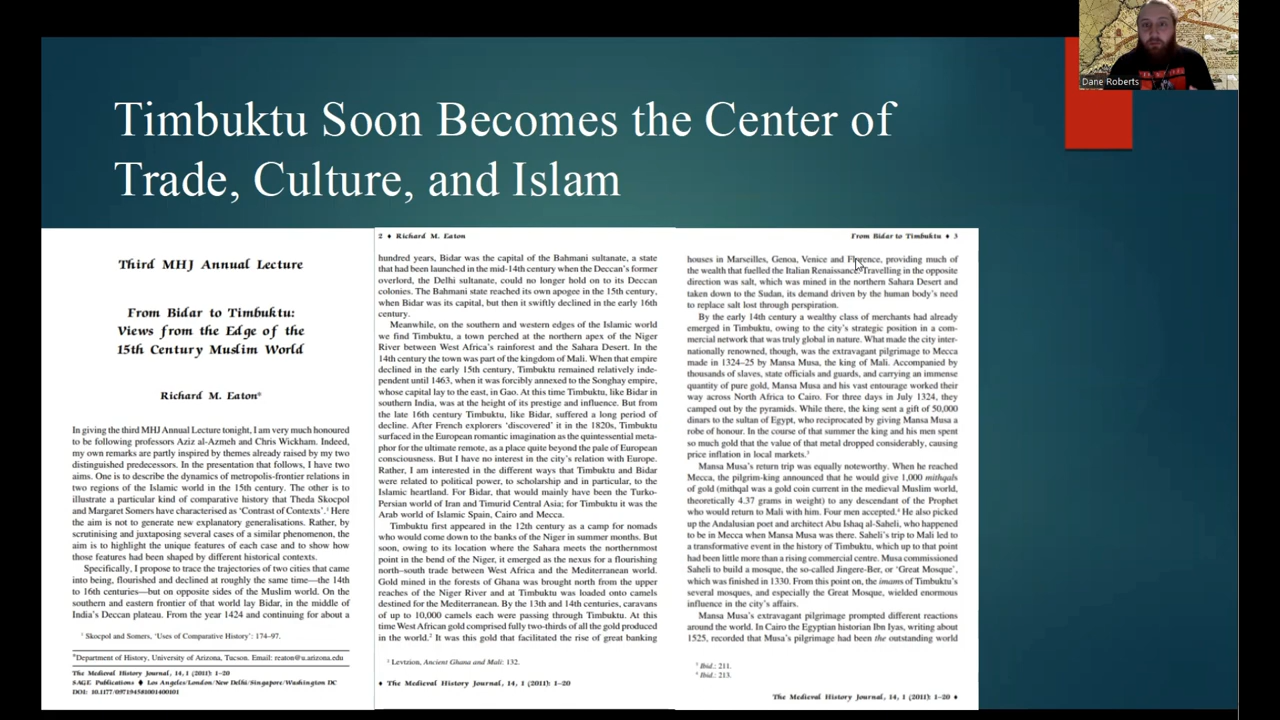 Dane Roberts
Timbuktu Soon Becomes the Center of
Trade, Culture, and Islam
Third MHJ Annual Lecture
From Bidar to Timbuktu:
Views from the Edge of the
15th Century Muslim World
Richard M. Eaton*
In giving the third MHJ Annual Lecture tonight, I am very much honoured
to be following professors Aziz al-Azmeh and Chris Wickham. Indeed,
my own remarks are partly inspired by themes already raised by my two
distinguished predecessors. In the presentation that follows, I have two
aims. One is to describe the dynamics of metropolis-frontier relations in
two regions of the Islamic world in the 15th century. The other is to
illustrate a particular kind of comparative history that Theda Skocpol
and Margaret Somers have characterised as ‘Contrast of Contexts’.¹ Here
the aim is not to generate new explanatory generalisations. Rather, by
scrutinising and juxtaposing several cases of a similar phenomenon, the
aim is to highlight the unique features of each case and to show how
those features had been shaped by different historical contexts.
Specifically, I propose to trace the trajectories of two cities that came
into being, flourished and declined at roughly the same time—the 14th
to 16th centuries—but on opposite sides of the Muslim world. On the
southern and eastern frontier of that world lay Bidar, in the middle of
India’s Deccan plateau. From the year 1424 and continuing for about a
¹ Skocpol and Somers, ‘Uses of Comparative History’: 174–97.
*Department of History, University of Arizona, Tucson. Email: reaton@u.arizona.edu
The Medieval History Journal, 14, 1 (2011): 1–20
SAGE Publications ♦ Los Angeles/London/New Delhi/Singapore/Washington DC
DOI: 10.1177/097194581001400101
2 ♦ Richard M. Eaton
hundred years, Bidar was the capital of the Bahmani sultanate, a state
that had been launched in the mid-14th century when the Deccan’s former
overlord, the Delhi sultanate, could no longer hold on to its Deccan
colonies. The Bahmani state reached its own apogee in the 15th century,
when Bidar was its capital, but then it swiftly declined in the early 16th
century.
Meanwhile, on the southern and western edges of the Islamic world
we find Timbuktu, a town perched at the northern apex of the Niger
River between West Africa’s rainforest and the Sahara Desert. In the
14th century the town was part of the kingdom of Mali. When that empire
declined in the early 15th century, Timbuktu remained relatively inde-
pendent until 1463, when it was forcibly annexed to the Songhay empire,
whose capital lay to the east, in Gao. At this time Timbuktu, like Bidar in
southern India, was at the height of its prestige and influence. But from
the late 16th century Timbuktu, like Bidar, suffered a long period of
decline. After French explorers ‘discovered’ it in the 1820s, Timbuktu
surfaced in the European romantic imagination as the quintessential meta-
phor for the ultimate remote, as a place quite beyond the pale of European
consciousness. But I have no interest in the city’s relation with Europe.
Rather, I am interested in the different ways that Timbuktu and Bidar
were related to political power, to scholarship and in particular, to the
Islamic heartland. For Bidar, that would mainly have been the Turko-
Persian world of Iran and Timurid Central Asia; for Timbuktu it was the
Arab world of Islamic Spain, Cairo and Mecca.
Timbuktu first appeared in the 12th century as a camp for nomads
who would come down to the banks of the Niger in summer months. But
soon, owing to its location where the Sahara meets the northernmost
point in the bend of the Niger, it emerged as the nexus for a flourishing
north–south trade between West Africa and the Mediterranean world.
Gold mined in the forests of Ghana was brought north from the upper
reaches of the Niger River and at Timbuktu was loaded onto camels
destined for the Mediterranean. By the 13th and 14th centuries, caravans
of up to 10,000 camels each were passing through Timbuktu. At this
time West African gold comprised fully two-thirds of all the gold produced
in the world.² It was this gold that facilitated the rise of great banking
² Levtzion, Ancient Ghana and Mali: 132.
♦ The Medieval History Journal, 14, 1 (2011): 1–20
From Bidar to Timbuktu ♦ 3
houses in Marseilles, Genoa, Venice and Florence, providing much of
the wealth that fuelled the Italian Renaissance. Travelling in the opposite
direction was salt, which was mined in the northern Sahara Desert and
taken down to the Sudan, its demand driven by the human body’s need
to replace salt lost through perspiration.
By the early 14th century a wealthy class of merchants had already
emerged in Timbuktu, owing to the city’s strategic position in a com-
mercial network that was truly global in nature. What made the city inter-
nationally renowned, though, was the extravagant pilgrimage to Mecca
made in 1324–25 by Mansa Musa, the king of Mali. Accompanied by
thousands of slaves, state officials and guards, and carrying an immense
quantity of pure gold, Mansa Musa and his vast entourage worked their
way across North Africa to Cairo. For three days in July 1324, they
camped out by the pyramids. While there, the king sent a gift of 50,000
dinars to the sultan of Egypt, who reciprocated by giving Mansa Musa a
robe of honour. In the course of that summer the king and his men spent
so much gold that the value of that metal dropped considerably, causing
price inflation in local markets.³
Mansa Musa’s return trip was equally noteworthy. When he reached
Mecca, the pilgrim-king announced that he would give 1,000 mithqals
of gold (mithqal was a gold coin current in the medieval Muslim world,
theoretically 4.37 grams in weight) to any descendant of the Prophet
who would return to Mali with him. Four men accepted.⁴ He also picked
up the Andalusian poet and architect Abu Ishaq al-Saheli, who happened
to be in Mecca when Mansa Musa was there. Saheli’s trip to Mali led to
a transformative event in the history of Timbuktu, which up to that point
had been little more than a rising commercial centre. Musa commissioned
Saheli to build a mosque, the so-called Jingere-Ber, or ‘Great Mosque’,
which was finished in 1330. From this point on, the imams of Timbuktu’s
several mosques, and especially the Great Mosque, wielded enormous
influence in the city’s affairs.
Musa’s extravagant pilgrimage prompted different reactions
around the world. In Cairo the Egyptian historian Ibn Iyas, writing about
1525, recorded that Musa’s pilgrimage had been the outstanding world
³ Ibid.: 211.
⁴ Ibid.: 213.
The Medieval History Journal, 14, 1 (2011): 1–20 ♦